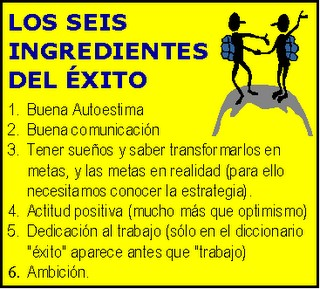 LOS SEIS
INGREDIENTES
DEL ÉXITO
1. Buena Autoestima
2. Buena comunicación
3. Tener sueños y saber transformarlos en
metas, y las metas en realidad (para ello
necesitamos conocer la estrategia).
4. Actitud positiva (mucho más que optimismo)
5. Dedicación al trabajo (sólo en el diccionario
"éxito" aparece antes que "trabajo)
6. Ambición.